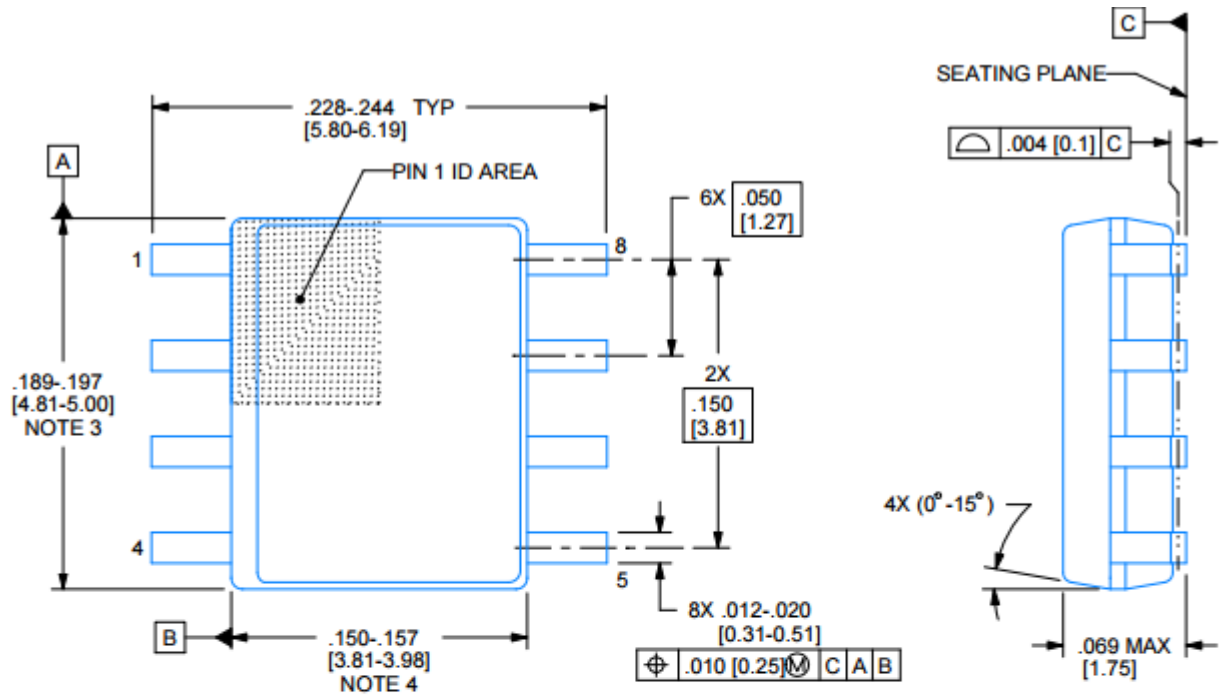 C
SEATING PLANE
.228-.244 TYP
[5.80-6.19]
.004 [0.1] C
A
PIN 1 ID AREA
6X .050
[1.27]
1
8
.189-.197
[4.81-5.00]
NOTE 3
2X
.150
[3.81]
4X (0°-15°)
4
5
8X .012-.020
[0.31-0.51]
B
.150-.157
[3.81-3.98]
NOTE 4
⌖ .010 [0.25]Ⓜ C A B
.069 MAX
[1.75]